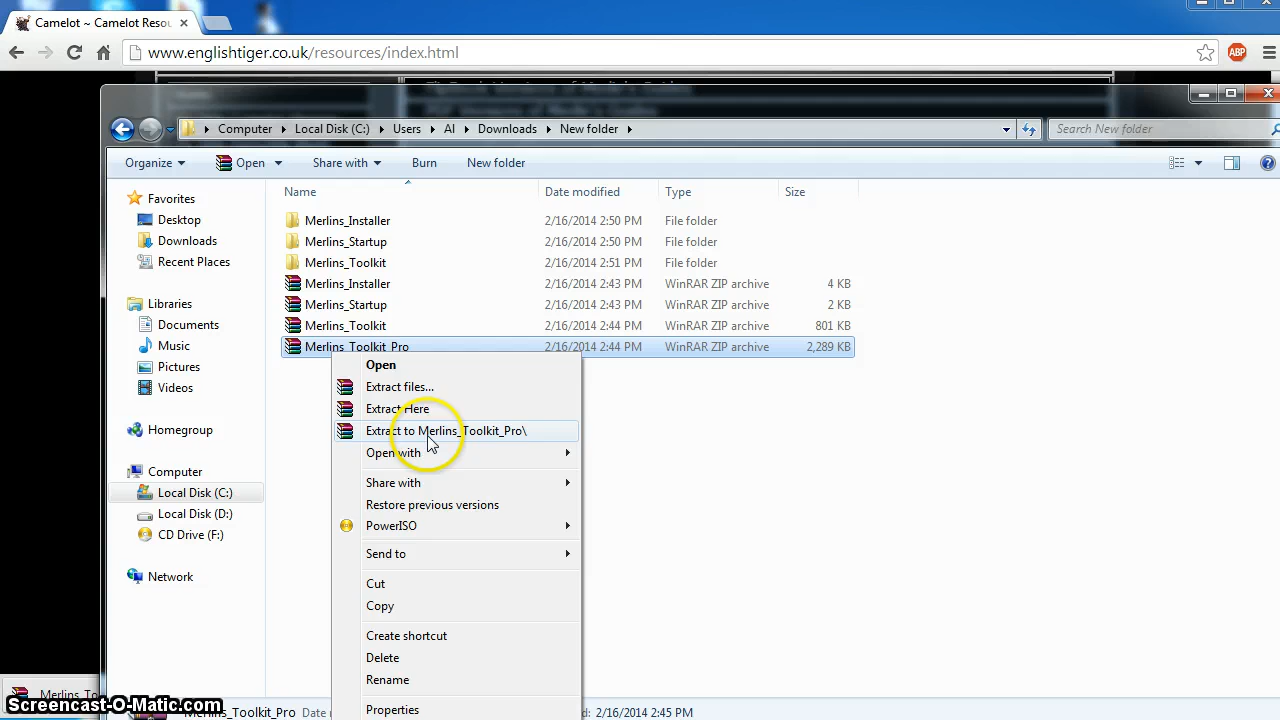 Camelot ~ Camelot Resou
www.englishtiger.co.uk/resources/index.html
ABP
Computer Local Disk (C:) Users Al Downloads New folder
Search New folder
Organize Open Share with Burn New folder
Name Date modified Type Size
Favorites
Desktop
Downloads
Recent Places
Libraries
Documents
Music
Pictures
Videos
Homegroup
Computer
Local Disk (C:)
Local Disk (D:)
CD Drive (F:)
Network
Merlins_Installer 2/16/2014 2:50 PM File folder
Merlins_Startup 2/16/2014 2:50 PM File folder
Merlins_Toolkit 2/16/2014 2:51 PM File folder
Merlins_Installer 2/16/2014 2:43 PM WinRAR ZIP archive 4 KB
Merlins_Startup 2/16/2014 2:43 PM WinRAR ZIP archive 2 KB
Merlins_Toolkit 2/16/2014 2:44 PM WinRAR ZIP archive 801 KB
Merlins_Toolkit_Pro 2/16/2014 2:44 PM WinRAR ZIP archive 2,289 KB
Open
Extract files...
Extract Here
Extract to Merlins_Toolkit_Pro\
Open with
Share with
Restore previous versions
PowerISO
Send to
Cut
Copy
Create shortcut
Delete
Rename
Properties
Merlins_To
Merlins_Toolkit_Pro Date d: 2/16/2014 2:45 PM
Screencast-O-Matic.com